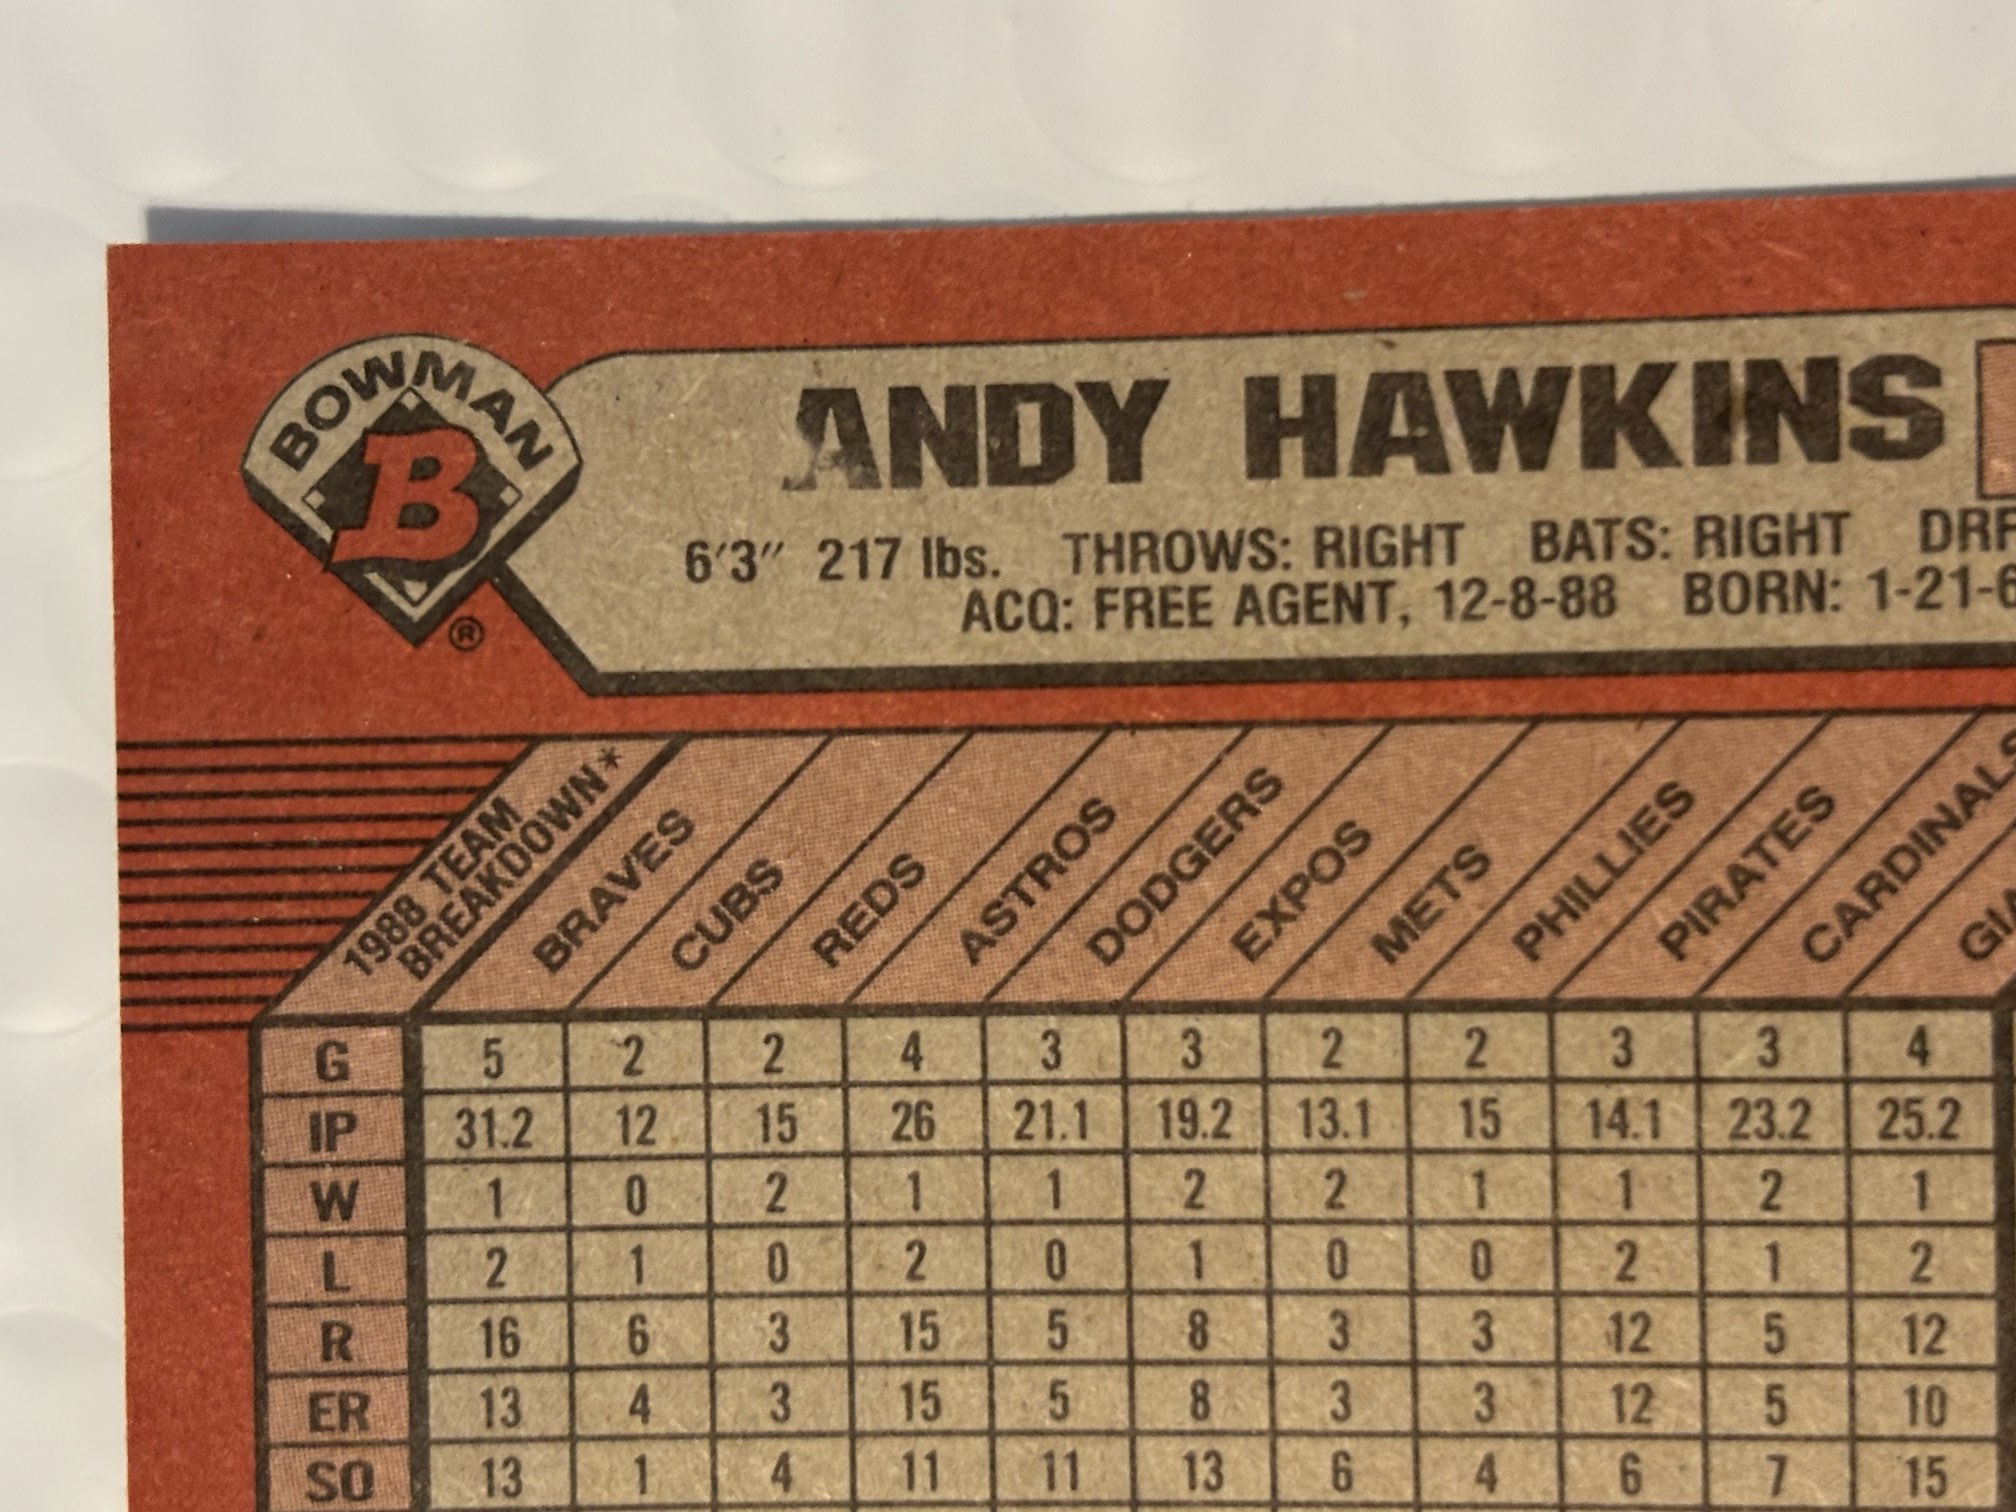 BOWMAN
B
®
ANDY HAWKINS
6'3" 217 lbs. THROWS: RIGHT BATS: RIGHT
ACQ: FREE AGENT, 12-8-88 BORN:
1988 TEAM
BREAKDOWN*
BRAVES CUBS REDS ASTROS DODGERS EXPOS METS PHILLIES PIRATES CARDINALS
G 5 2 2 4 3 3 2 2 3 3 4
IP 31.2 12 15 26 21.1 19.2 13.1 15 14.1 23.2 25.2
W 1 0 2 1 1 2 2 1 1 2 1
L 2 1 0 2 0 1 0 0 2 1 2
R 16 6 3 15 5 8 3 3 12 5 12
ER 13 4 3 15 5 8 3 3 12 5 10
SO 13 1 4 11 11 13 6 4 6 7 15